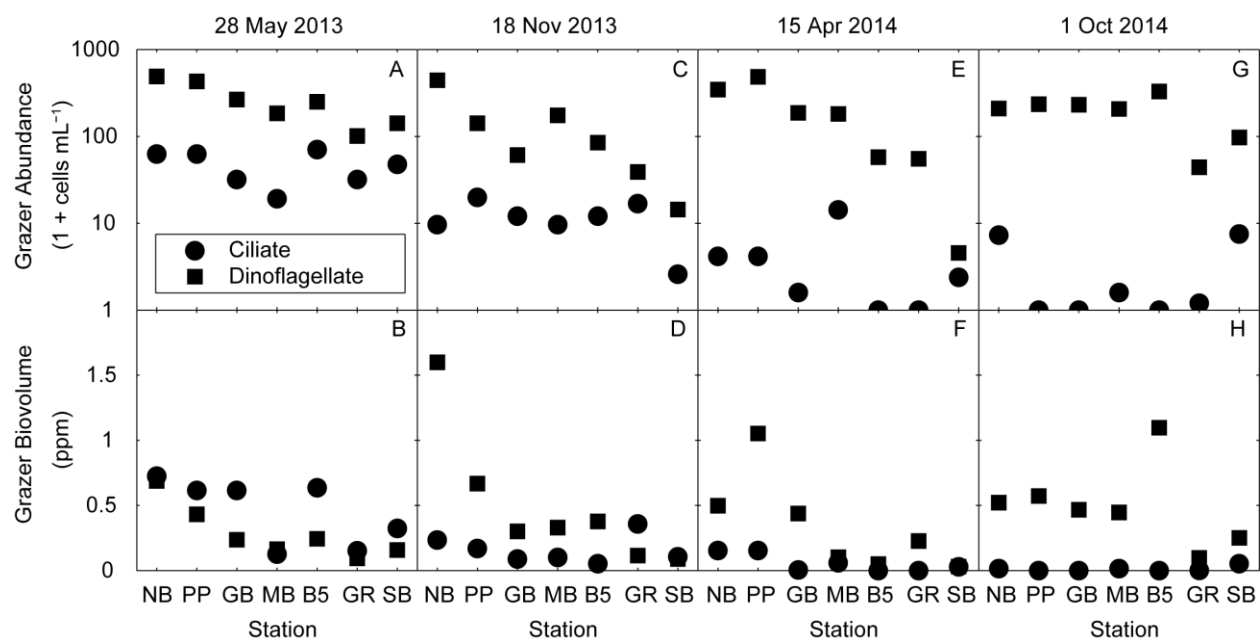 28 May 2013 18 Nov 2013 15 Apr 2014 1 Oct 2014
Grazer Abundance
(1 + cells mL⁻¹)
1000
100
10
1
A
C
E
G
Ciliate
Dinoflagellate
Grazer Biovolume
(ppm)
1.5
1
0.5
0
B
D
F
H
NB PP GB MB B5 GR SB NB PP GB MB B5 GR SB NB PP GB MB B5 GR SB NB PP GB MB B5 GR SB
Station Station Station Station